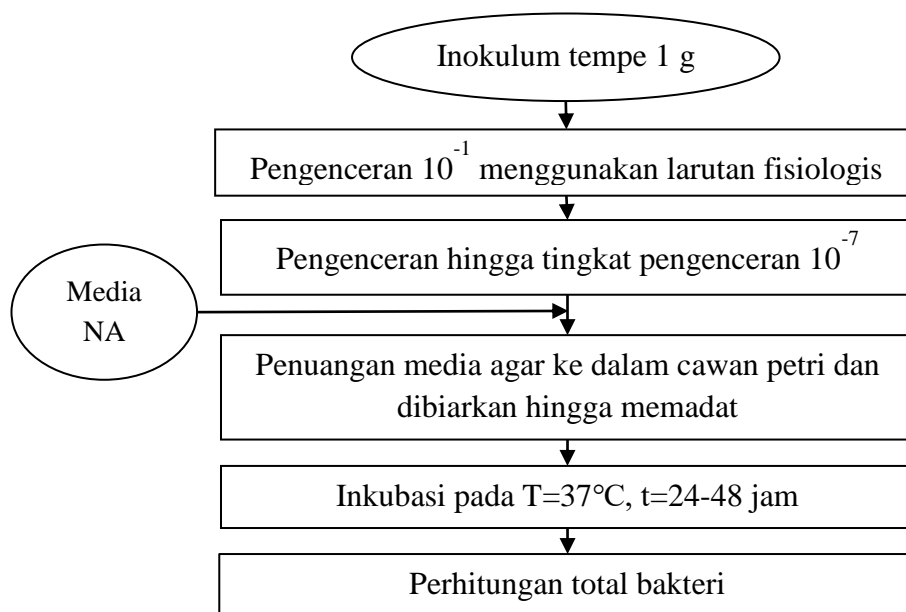 Inokulum tempe 1 g
Pengenceran 10⁻¹ menggunakan larutan fisiologis
Pengenceran hingga tingkat pengenceran 10⁻⁷
Media
NA
Penuangan media agar ke dalam cawan petri dan
dibiarkan hingga memadat
Inkubasi pada T=37°C, t=24-48 jam
Perhitungan total bakteri